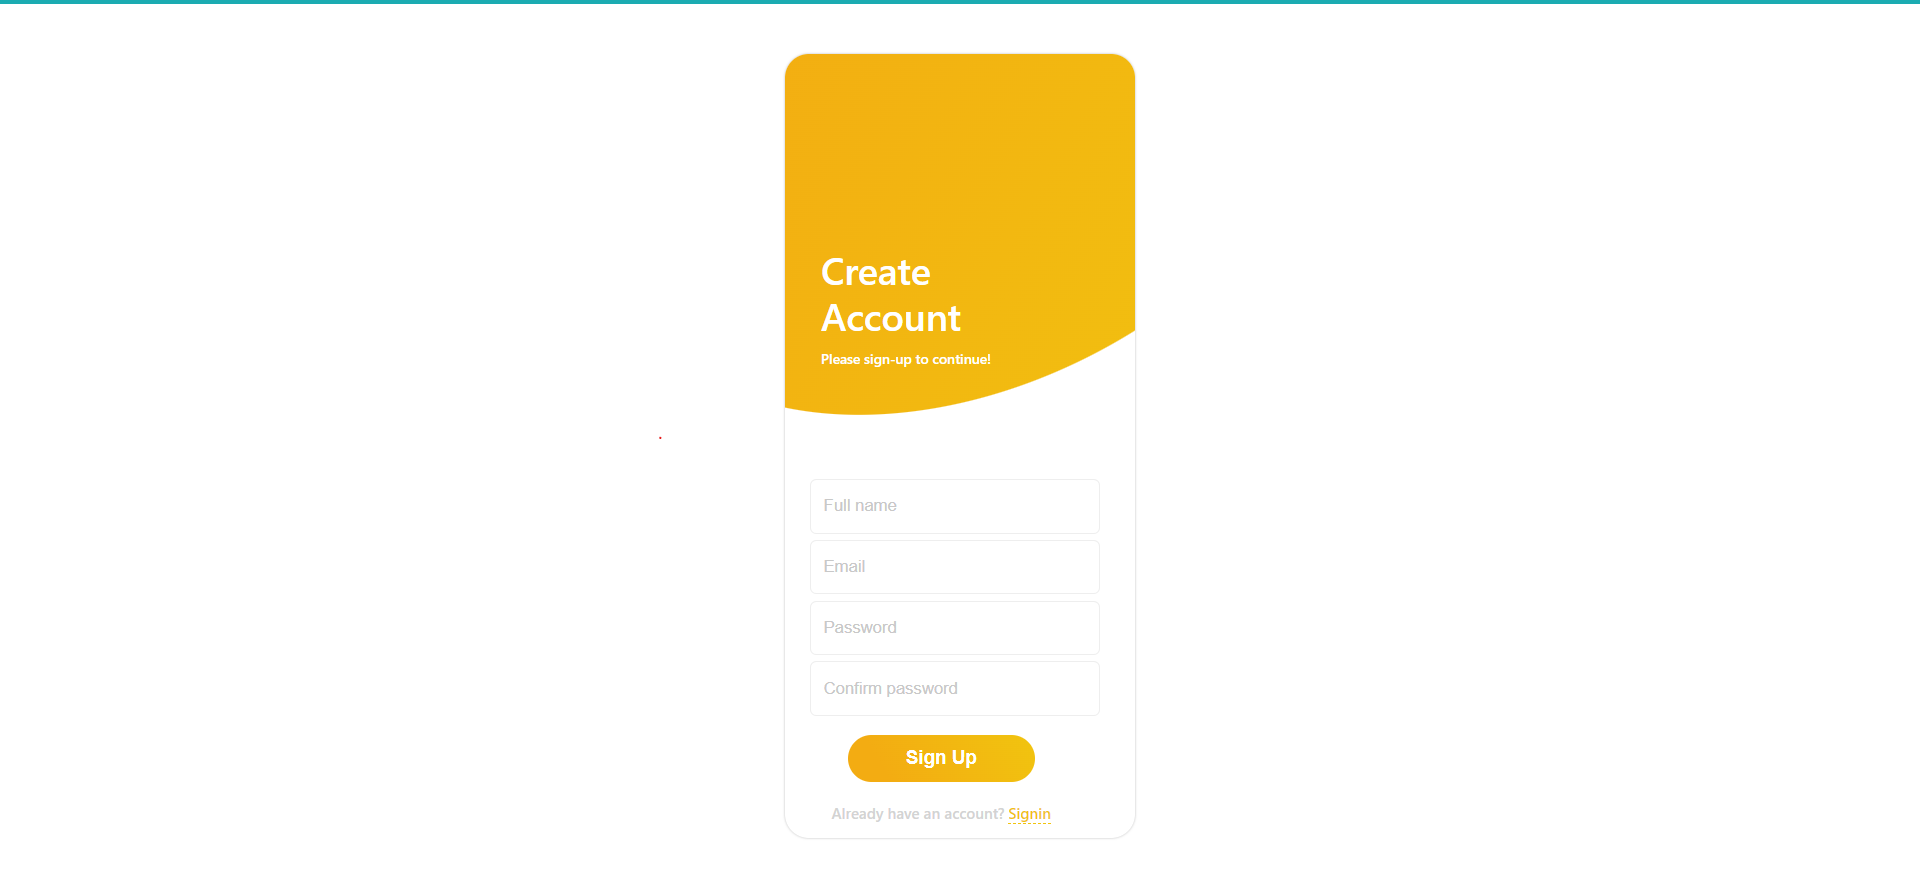 Create
Account
Please sign-up to continue!
Full name
Email
Password
Confirm password
Sign Up
Already have an account? Signin